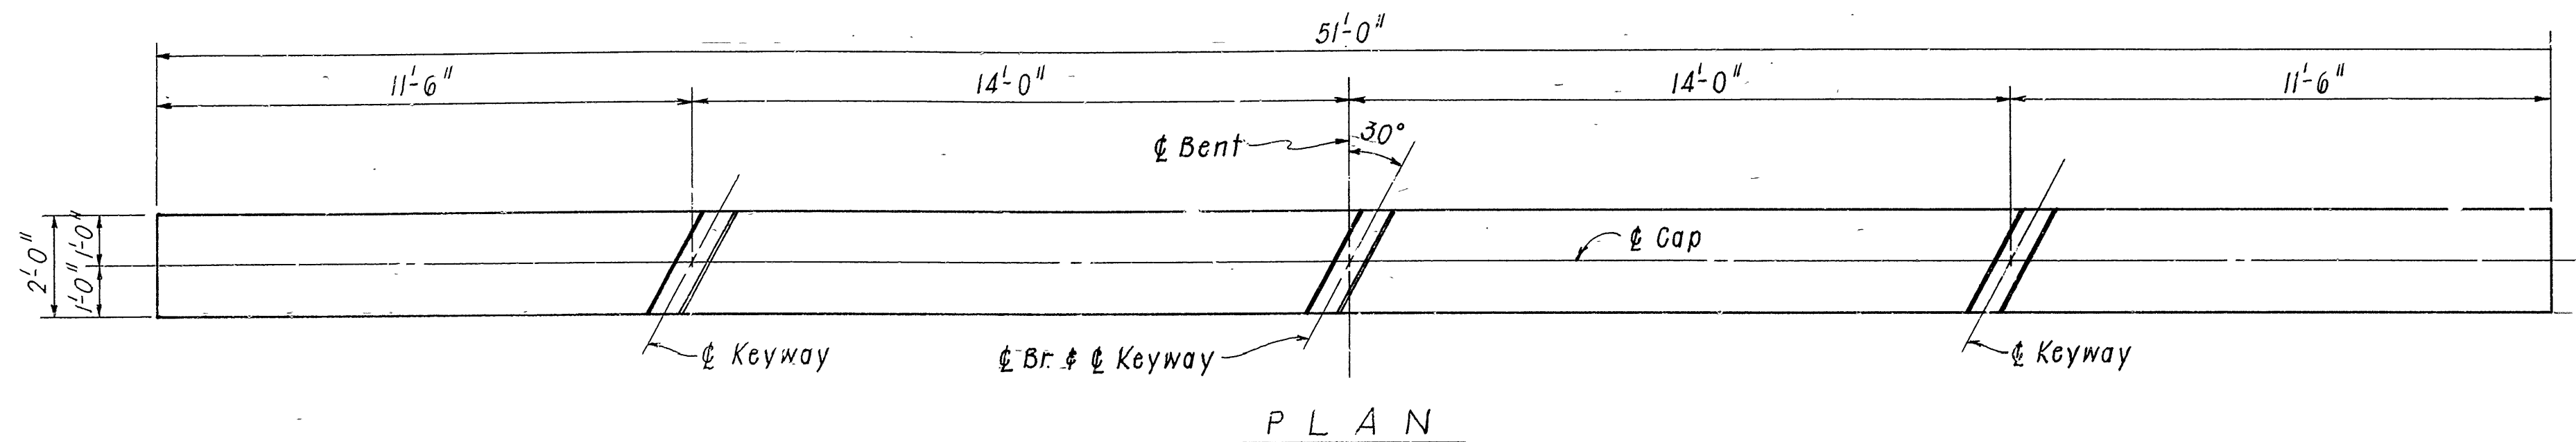 51'-0"
11'-6"
14'-0"
14'-0"
11'-6"
30°
℄ Bent
℄ Cap
2'-0"
1'-0"
1'-0"
℄ Keyway
℄ Br. & ℄ Keyway
℄ Keyway
PLAN